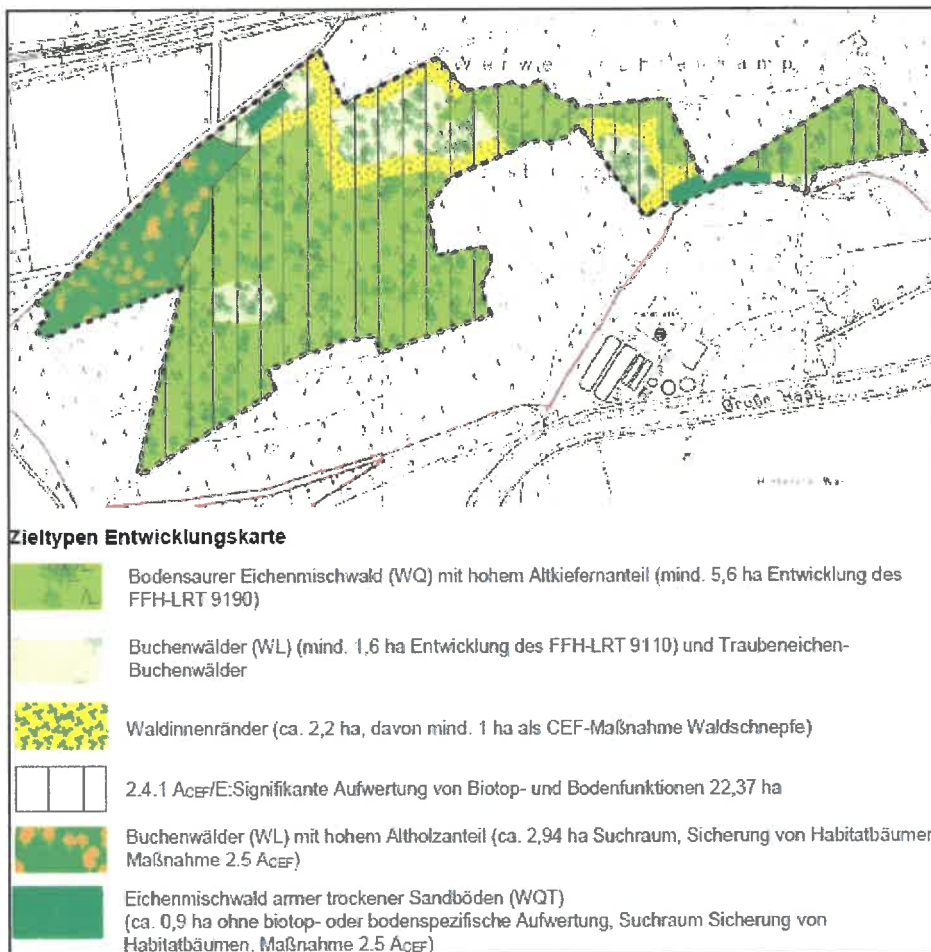 Große Haßu
Zieltypen Entwicklungskarte
Bodensaurer Eichenmischwald (WQ) mit hohem Altkiefernanteil (mind. 5,6 ha Entwicklung des
FFH-LRT 9190)
Buchenwälder (WL) (mind. 1,6 ha Entwicklung des FFH-LRT 9110) und Traubeneichen-
Buchenwälder
Waldinnenränder (ca. 2,2 ha, davon mind. 1 ha als CEF-Maßnahme Waldschnepfe)
2.4.1 ACEF/E:Signifikante Aufwertung von Biotop- und Bodenfunktionen 22,37 ha
Buchenwälder (WL) mit hohem Altholzanteil (ca. 2,94 ha Suchraum, Sicherung von Habitatbäumen
Maßnahme 2.5 ACEF)
Eichenmischwald armer trockener Sandböden (WQT)
(ca. 0,9 ha ohne biotop- oder bodenspezifische Aufwertung, Suchraum Sicherung von
Habitatbäumen, Maßnahme 2.5 ACEF)